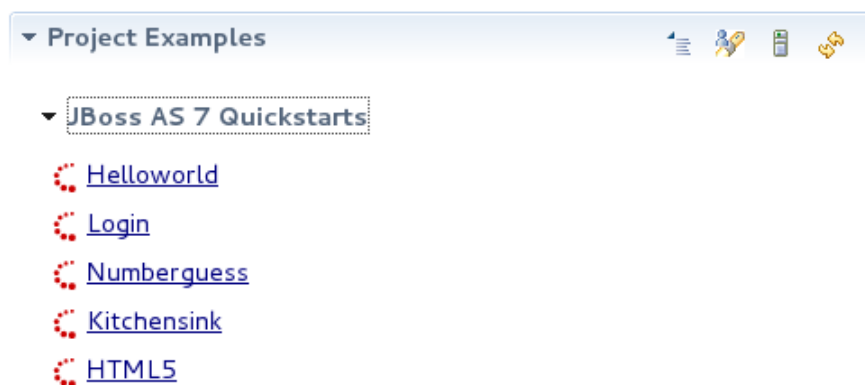 Project Examples
JBoss AS 7 Quickstarts
Helloworld
Login
Numberguess
Kitchensink
HTML5